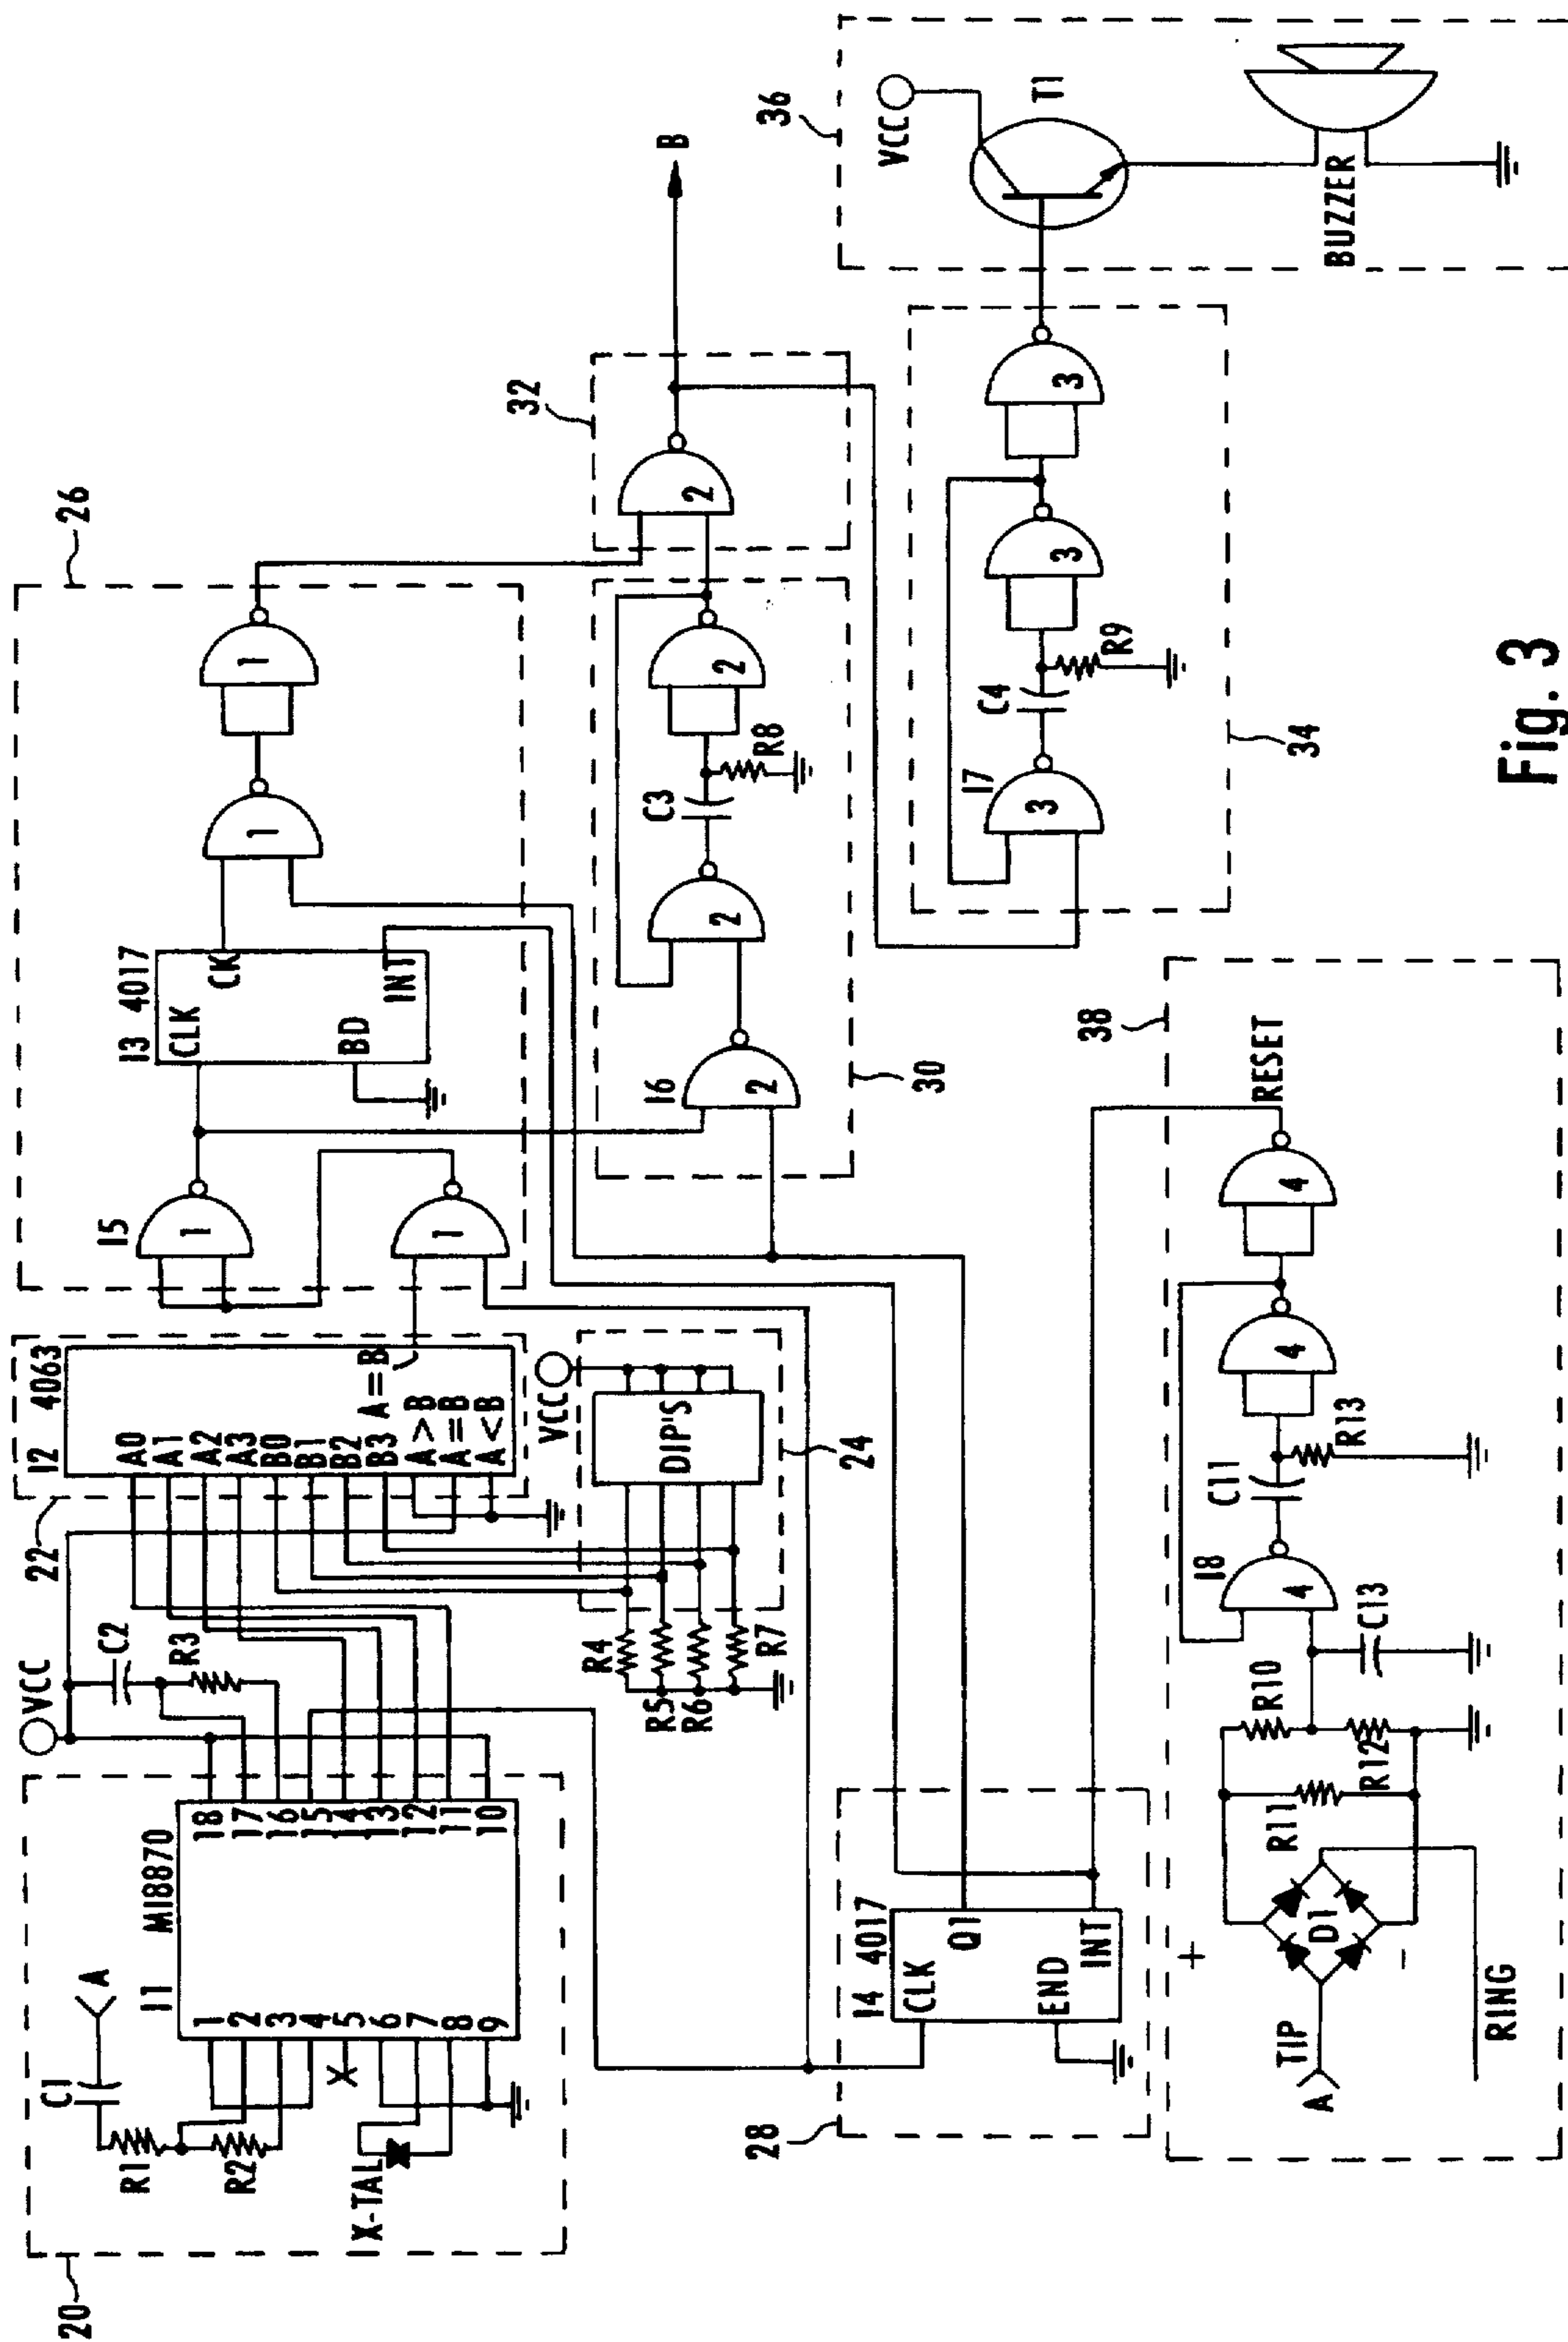 20
C1
A
R1
R2
X-TAL
I1
MI8870
1
2
3
4
5
6
7
8
9
18
17
16
15
14
13
12
11
10
VCC
C2
R3
22
I2 4063
A0
A1
A2
A3
B0
B1
B2
B3
A=B
A>B
A=B
A<B
R4
R5
R6
R7
VCC
DIP'S
24
26
I5
1
1
I3 4017
CLK
CK
BD
INT
1
1
28
I4 4017
CLK
Q1
END
INT
I6
2
2
C3
R8
2
30
32
2
B
I7
3
C4
R9
3
3
34
36
VCC
T1
BUZZER
38
A
TIP
RING
+
D1
-
R11
R10
R12
C13
I8
4
C11
R13
4
4
RESET
Fig. 3